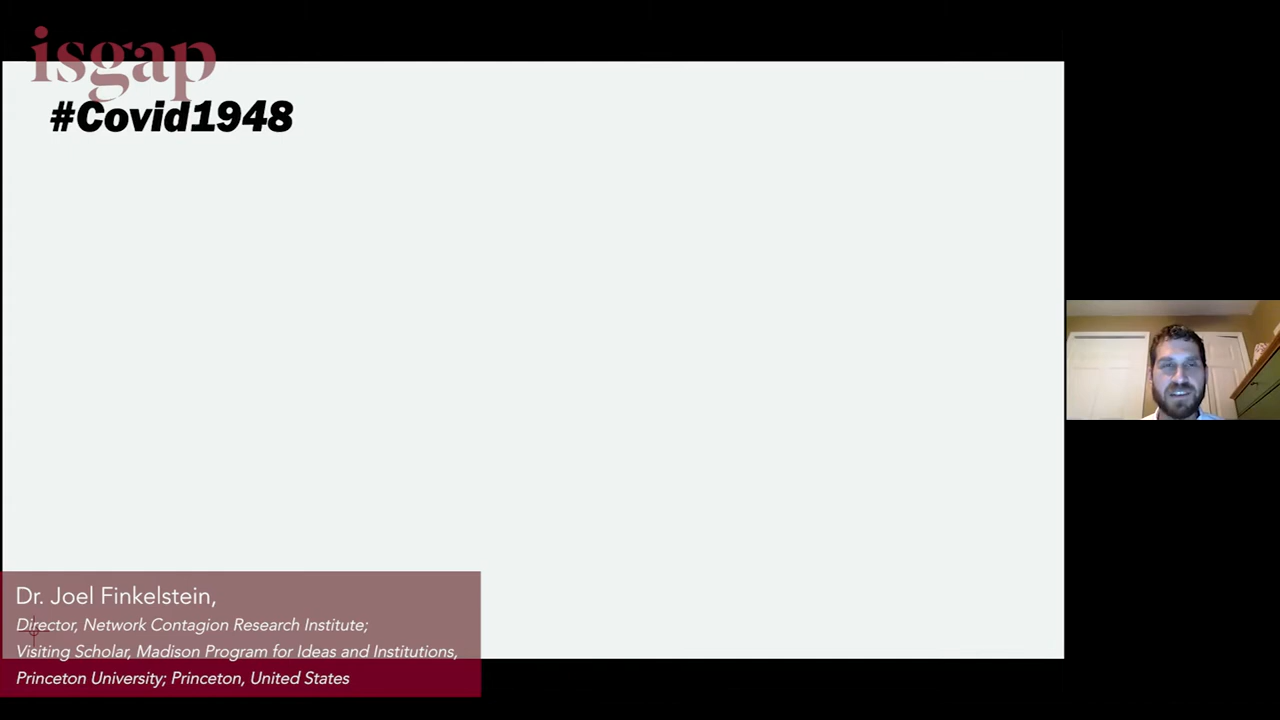 isgap
#Covid1948
Dr. Joel Finkelstein,
Director, Network Contagion Research Institute;
Visiting Scholar, Madison Program for Ideas and Institutions,
Princeton University; Princeton, United States